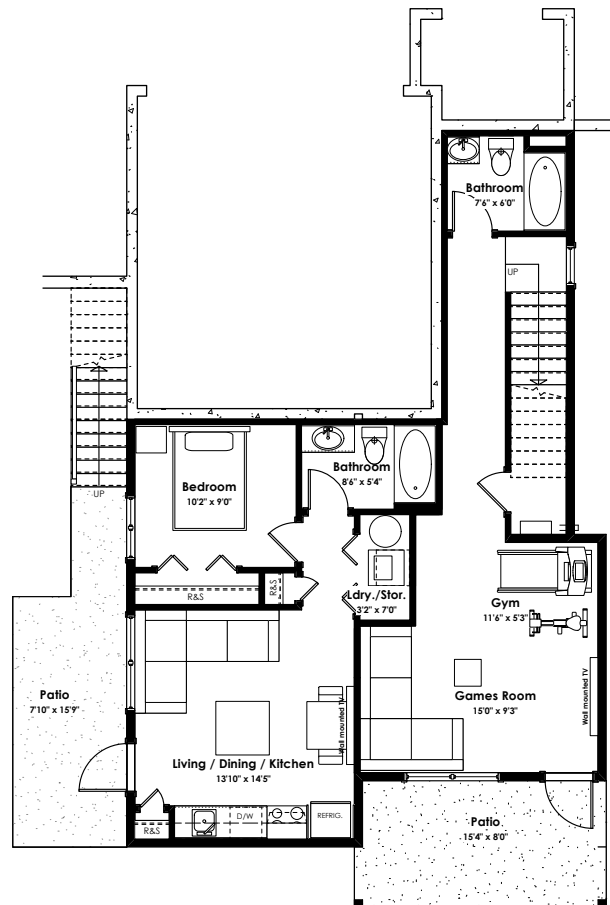 Bathroom
7'6" x 6'0"
UP
Bathroom
8'6" x 5'4"
Bedroom
10'2" x 9'0"
UP
R&S
R&S
Ldry./Stor.
3'2" x 7'0"
Gym
11'6" x 5'3"
Patio
7'10" x 15'9"
Games Room
15'0" x 9'3"
Wall mounted TV
Wall mounted TV
Living / Dining / Kitchen
13'10" x 14'5"
R&S
D/W
REFRIG.
Patio
15'4" x 8'0"